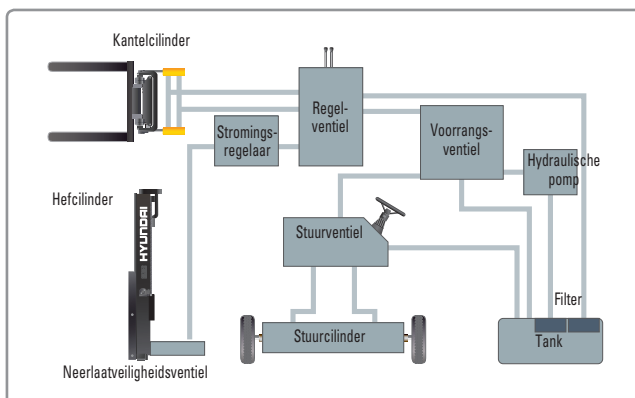 Kantelcilinder
Regel-
ventiel
Stromings-
regelaar
Voorrangs-
ventiel
Hydraulische
pomp
Hefcilinder
HYUNDAI
Stuurventiel
Filter
Stuurcilinder
Tank
Neerlaatveiligheidsventiel